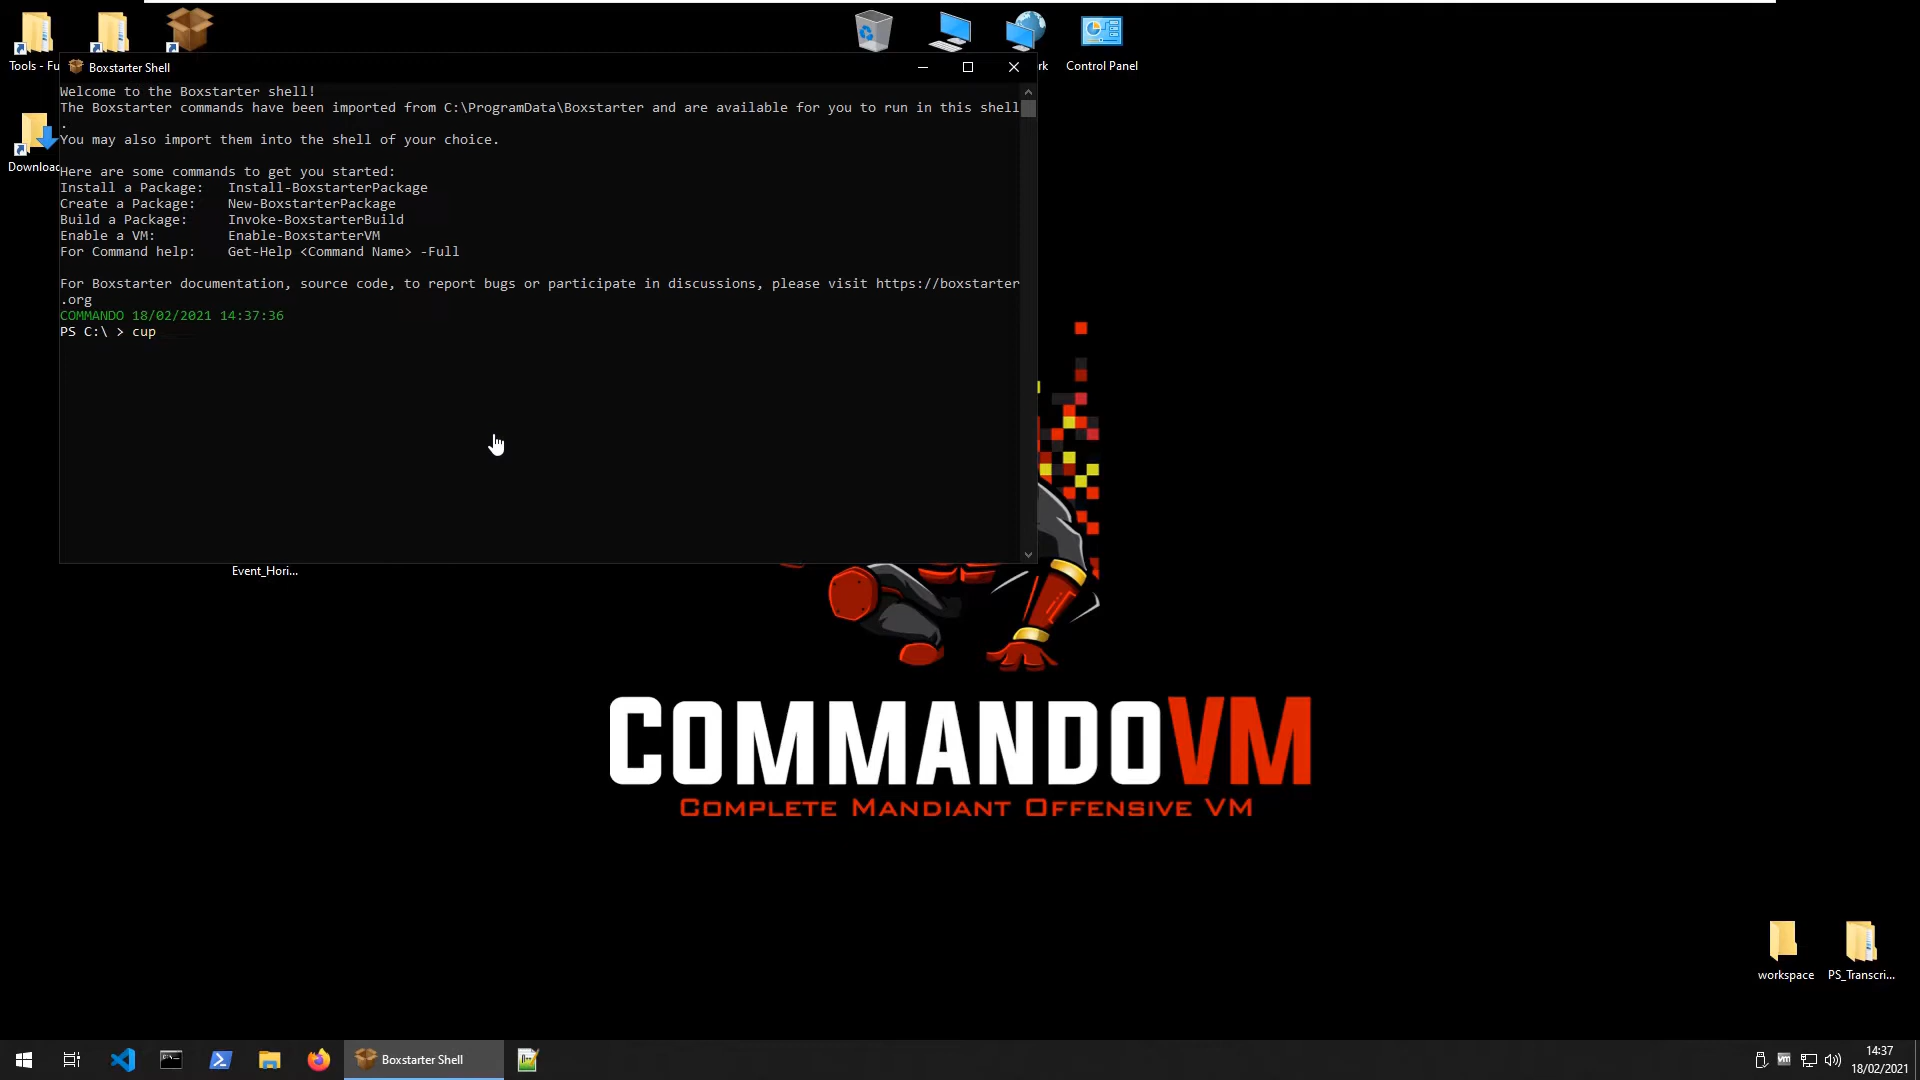 Tools - Fu
Boxstarter Shell
rk
Control Panel
Welcome to the Boxstarter shell!
The Boxstarter commands have been imported from C:\ProgramData\Boxstarter and are available for you to run in this shell
.
You may also import them into the shell of your choice.
Downloac
Here are some commands to get you started:
Install a Package: Install-BoxstarterPackage
Create a Package: New-BoxstarterPackage
Build a Package: Invoke-BoxstarterBuild
Enable a VM: Enable-BoxstarterVM
For Command help: Get-Help <Command Name> -Full
For Boxstarter documentation, source code, to report bugs or participate in discussions, please visit https://boxstarter
.org
COMMANDO 18/02/2021 14:37:36
PS C:\ > cup
Event_Hori...
COMMANDOVM
COMPLETE MANDIANT OFFENSIVE VM
workspace
PS_Transcri...
Boxstarter Shell
14:37
18/02/2021